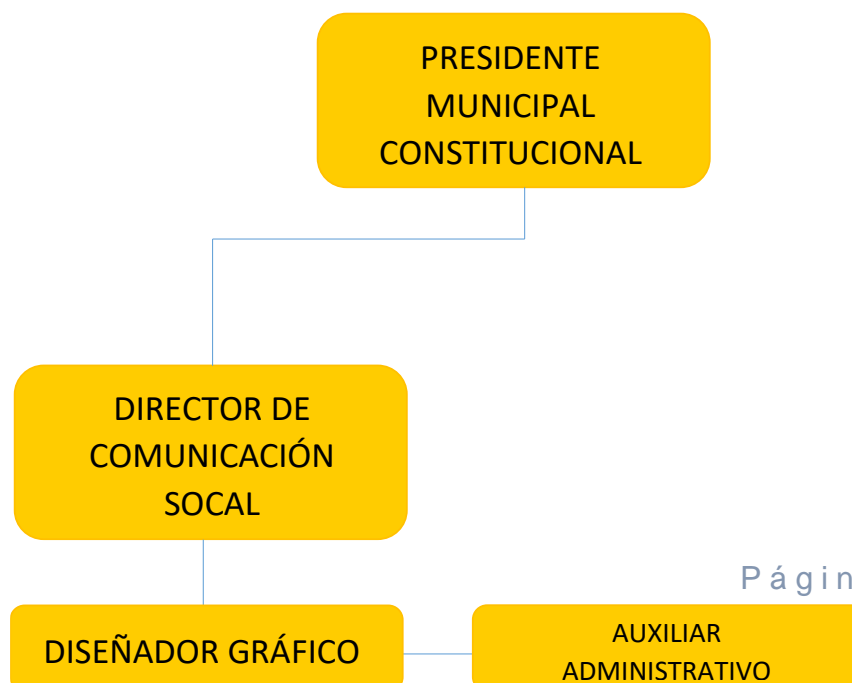 PRESIDENTE
MUNICIPAL
CONSTITUCIONAL
DIRECTOR DE
COMUNICACIÓN
SOCAL
Págin
DISEÑADOR GRÁFICO
AUXILIAR
ADMINISTRATIVO